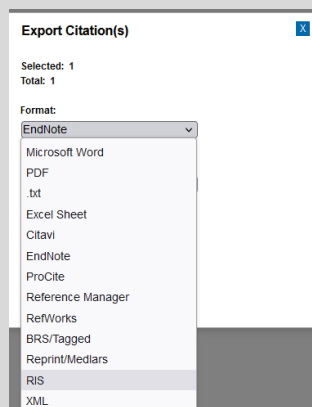 Export Citation(s)
X
Selected: 1
Total: 1
Format:
EndNote
Microsoft Word
PDF
.txt
Excel Sheet
Citavi
EndNote
ProCite
Reference Manager
RefWorks
BRS/Tagged
Reprint/Medlars
RIS
XML